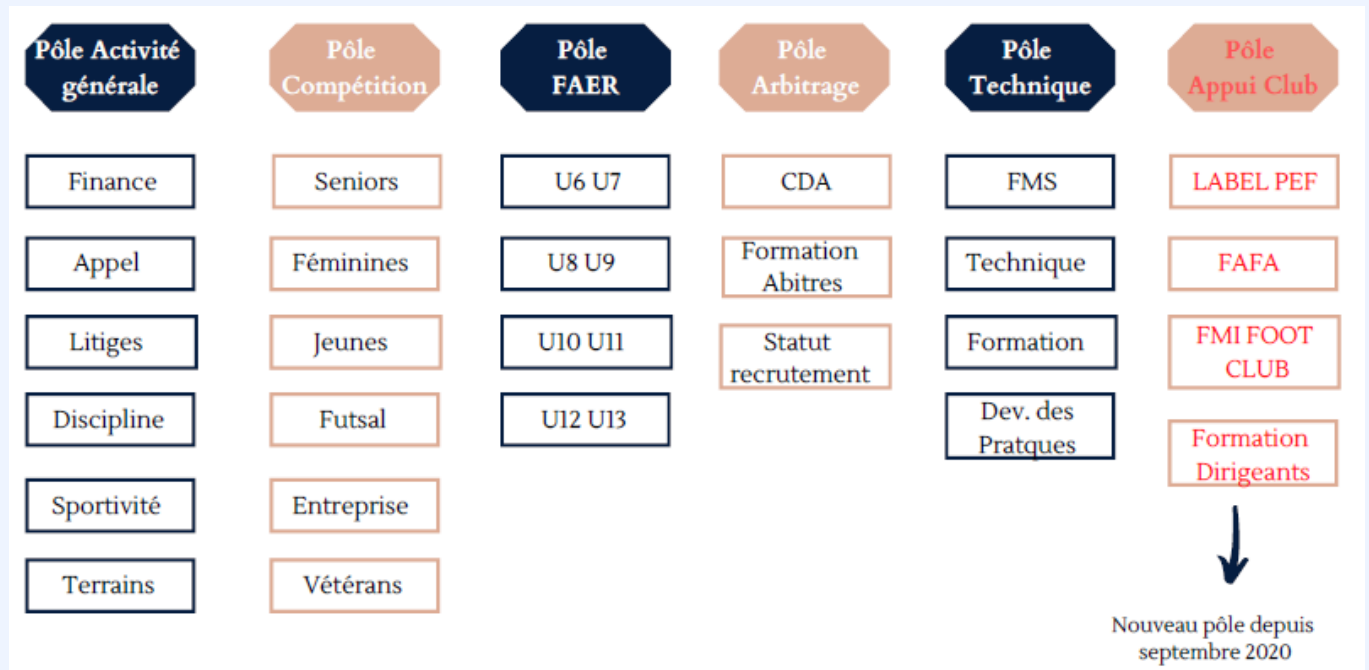 Pôle Activité
générale
Pôle
Compétition
Pôle
FAER
Pôle
Arbitrage
Pôle
Technique
Pôle
Appui Club
Finance
Seniors
U6 U7
CDA
FMS
LABEL PEF
Appel
Féminines
U8 U9
Formation
Abitres
Technique
FAFA
Litiges
Jeunes
U10 U11
Statut
recrutement
Formation
FMI FOOT
CLUB
Discipline
Futsal
U12 U13
Dev. des
Pratques
Formation
Dirigeants
Sportivité
Entreprise
Terrains
Vétérans
Nouveau pôle depuis
septembre 2020